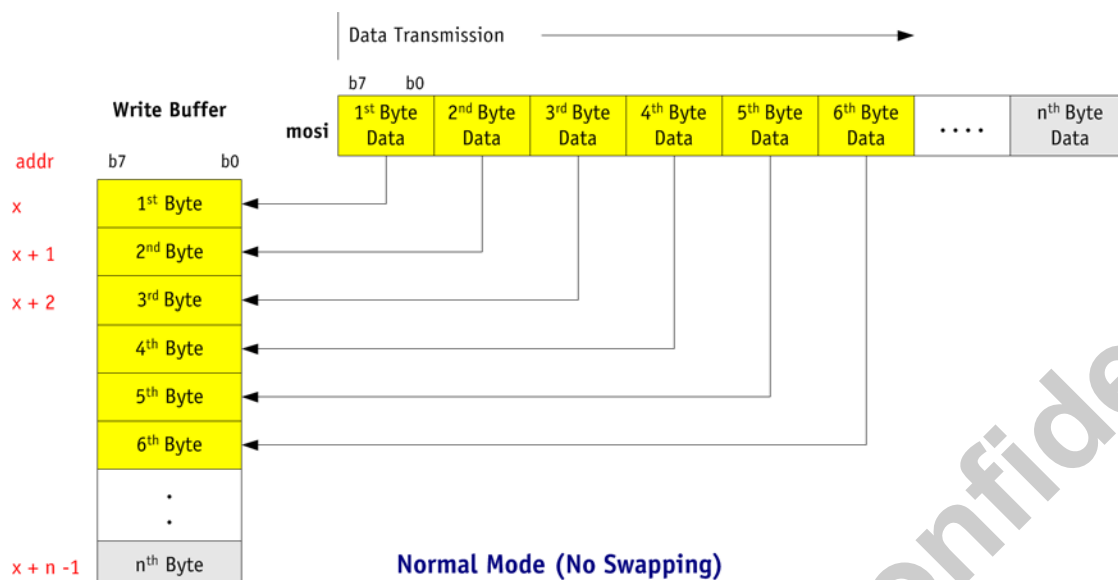 Data Transmission
b7 b0
Write Buffer
mosi
1st Byte Data
2nd Byte Data
3rd Byte Data
4th Byte Data
5th Byte Data
6th Byte Data
....
nth Byte Data
addr
b7 b0
x
1st Byte
x + 1
2nd Byte
x + 2
3rd Byte
4th Byte
5th Byte
6th Byte
x + n -1
nth Byte
Normal Mode (No Swapping)